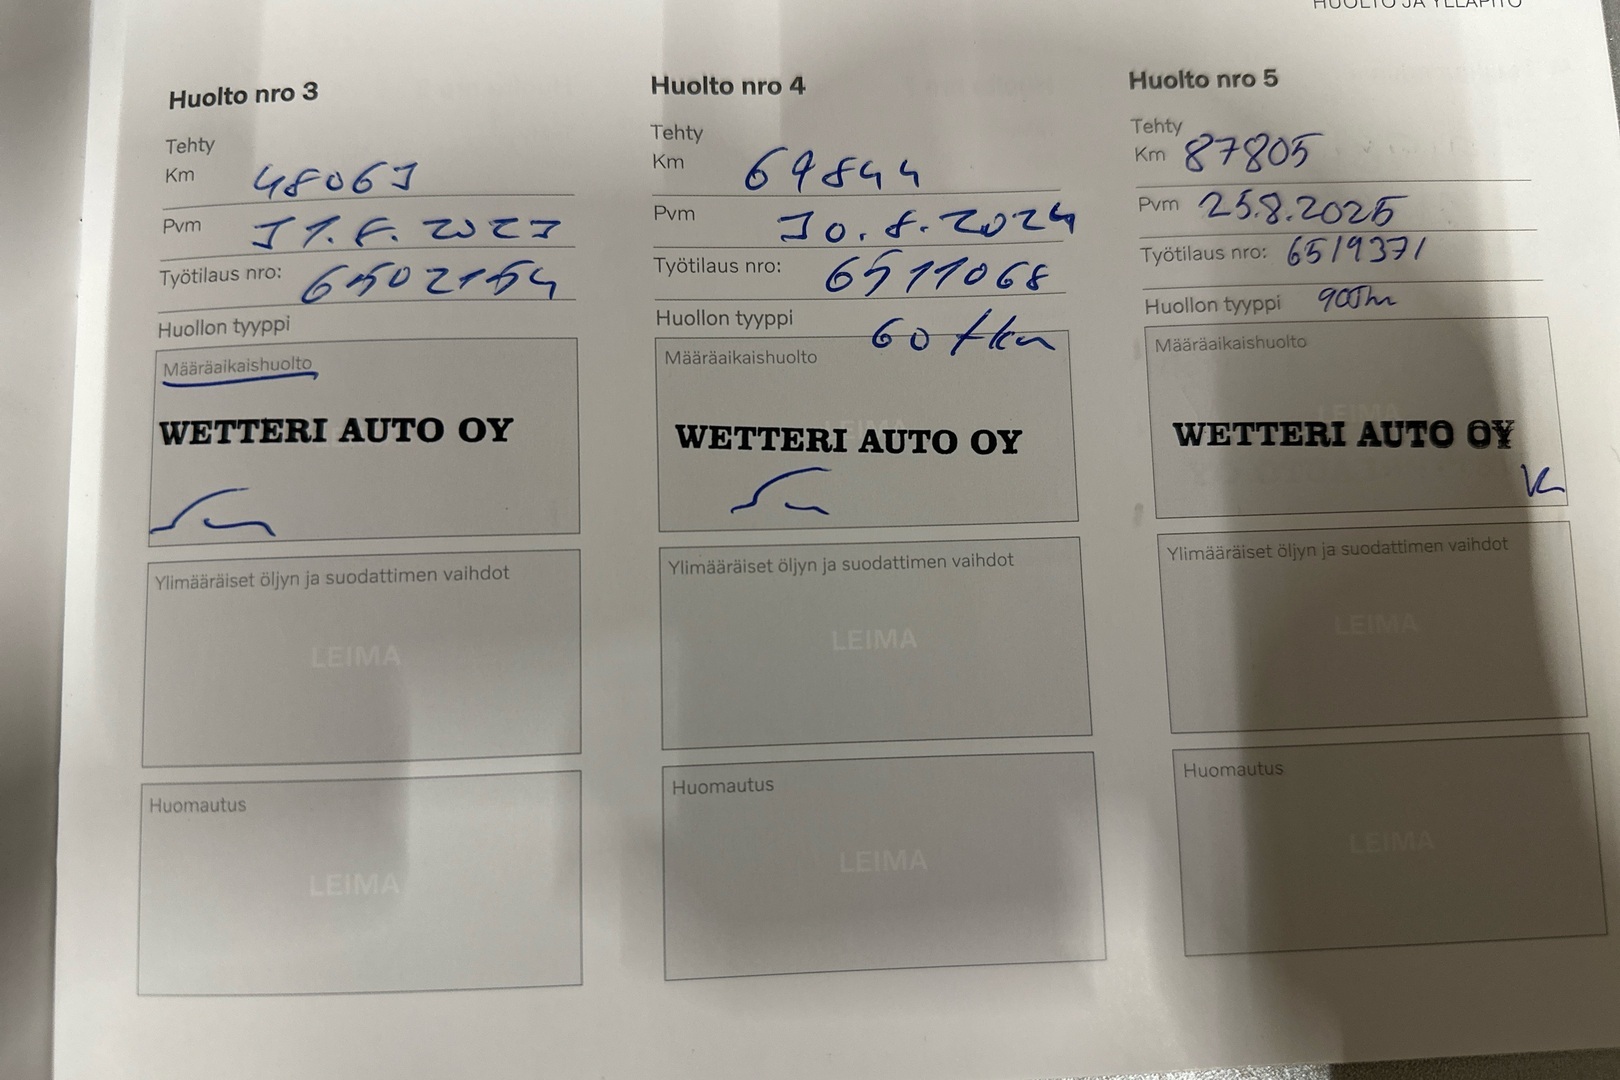 HUOLTO JA YLLÄPITO
Huolto nro 3
Tehty
Km 48063
Pvm 31.8.2023
Työtilaus nro: 6502154
Huollon tyyppi
Määräaikaishuolto
WETTERI AUTO OY
Ylimääräiset öljyn ja suodattimen vaihdot
LEIMA
Huomautus
LEIMA
Huolto nro 4
Tehty
Km 69844
Pvm 30.8.2024
Työtilaus nro: 6511068
Huollon tyyppi 60 tkm
Määräaikaishuolto
WETTERI AUTO OY
Ylimääräiset öljyn ja suodattimen vaihdot
LEIMA
Huomautus
LEIMA
Huolto nro 5
Tehty
Km 87805
Pvm 25.8.2025
Työtilaus nro: 6519371
Huollon tyyppi
Määräaikaishuolto
LEIMA
WETTERI AUTO OY
Ylimääräiset öljyn ja suodattimen vaihdot
LEIMA
Huomautus
LEIMA